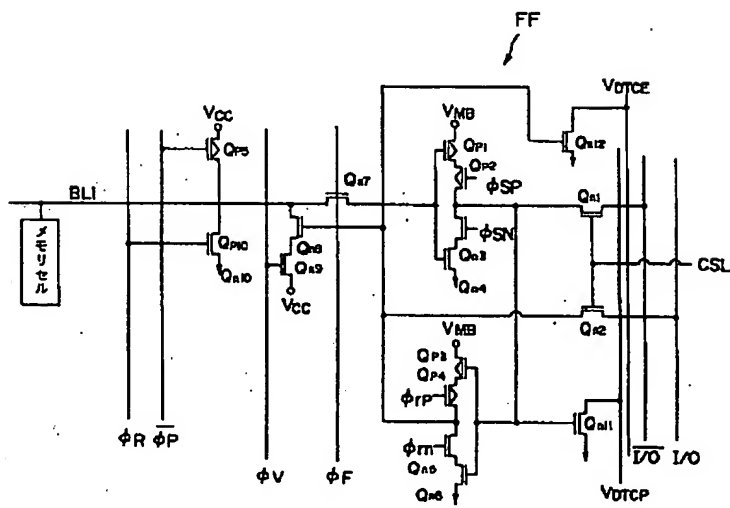 FF
VDTCE
VCC
VMB
QP5
QP1
Qn12
QP2
Qn7
φSP
Qn1
BLi
QP10
Qn8
φSN
Qn3
Qn9
Qn10
Qn4
CSL
メモリセル
VCC
VMB
Qn2
QP3
QP4
φrP
Qn11
φR
φP
φrn
Qn5
I/O
I/O
φV
φF
Qn6
VDTCP